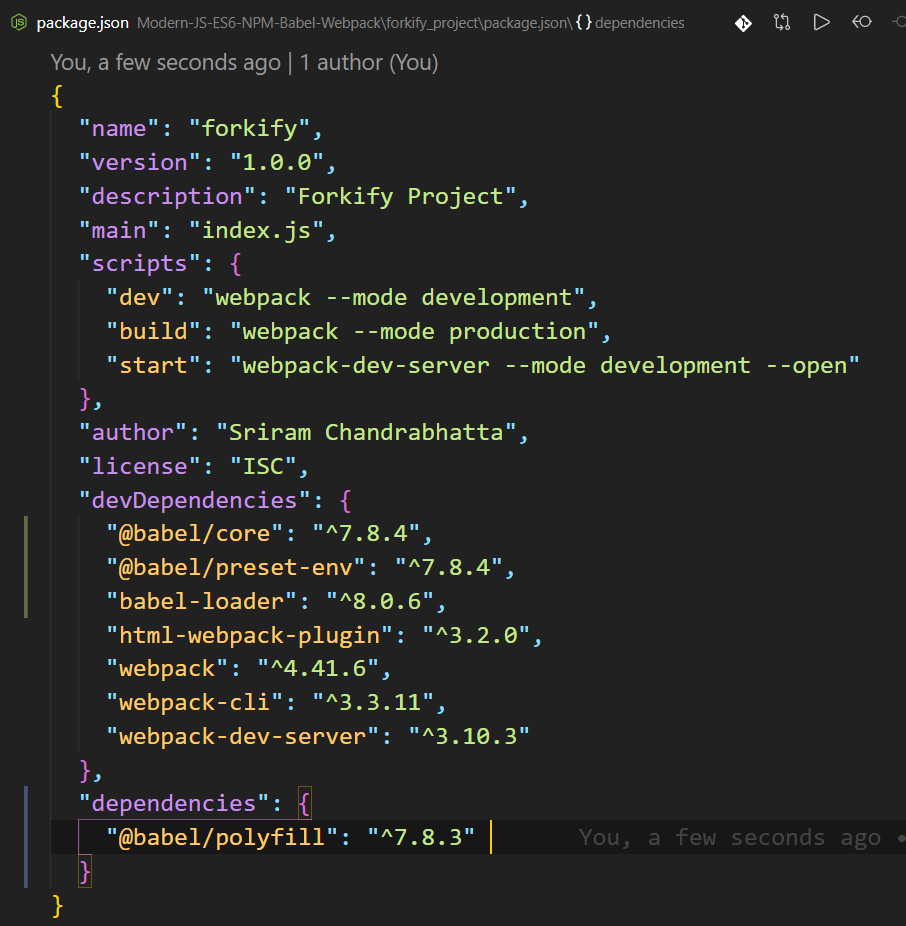 package.json Modern-JS-ES6-NPM-Babel-Webpack\forkify_project\package.json\{}dependencies
You, a few seconds ago | 1 author (You)
{
"name": "forkify",
"version": "1.0.0",
"description": "Forkify Project",
"main": "index.js",
"scripts": {
"dev": "webpack --mode development",
"build": "webpack --mode production",
"start": "webpack-dev-server --mode development --open"
},
"author": "Sriram Chandrabhatta",
"license": "ISC",
"devDependencies": {
"@babel/core": "^7.8.4",
"@babel/preset-env": "^7.8.4",
"babel-loader": "^8.0.6",
"html-webpack-plugin": "^3.2.0",
"webpack": "^4.41.6",
"webpack-cli": "^3.3.11",
"webpack-dev-server": "^3.10.3"
},
"dependencies": {
"@babel/polyfill": "^7.8.3" You, a few seconds ago •
}
}